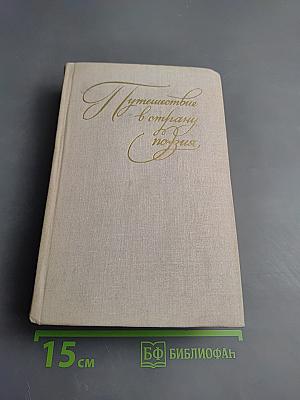 Путешествие
в страну
поэзия
15 см
БФ БИБЛИОФАН